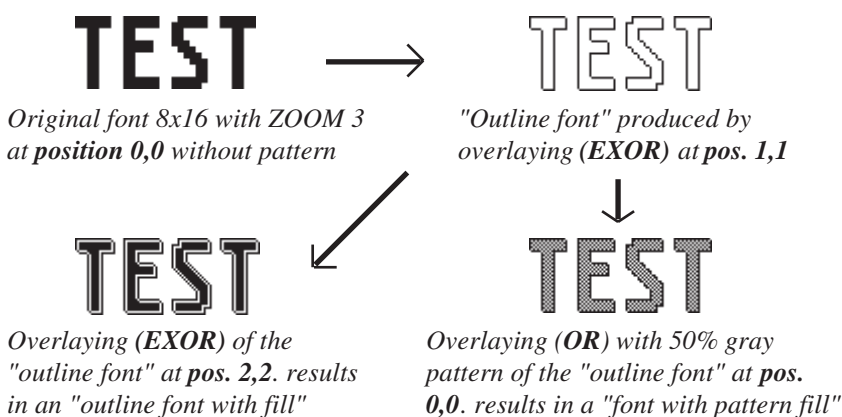 TEST
TEST
Original font 8x16 with ZOOM 3
at position 0,0 without pattern
"Outline font" produced by
overlaying (EXOR) at pos. 1,1
TEST
TEST
Overlaying (EXOR) of the
"outline font" at pos. 2,2. results
in an "outline font with fill"
Overlaying (OR) with 50% gray
pattern of the "outline font" at pos.
0,0. results in a "font with pattern fill"